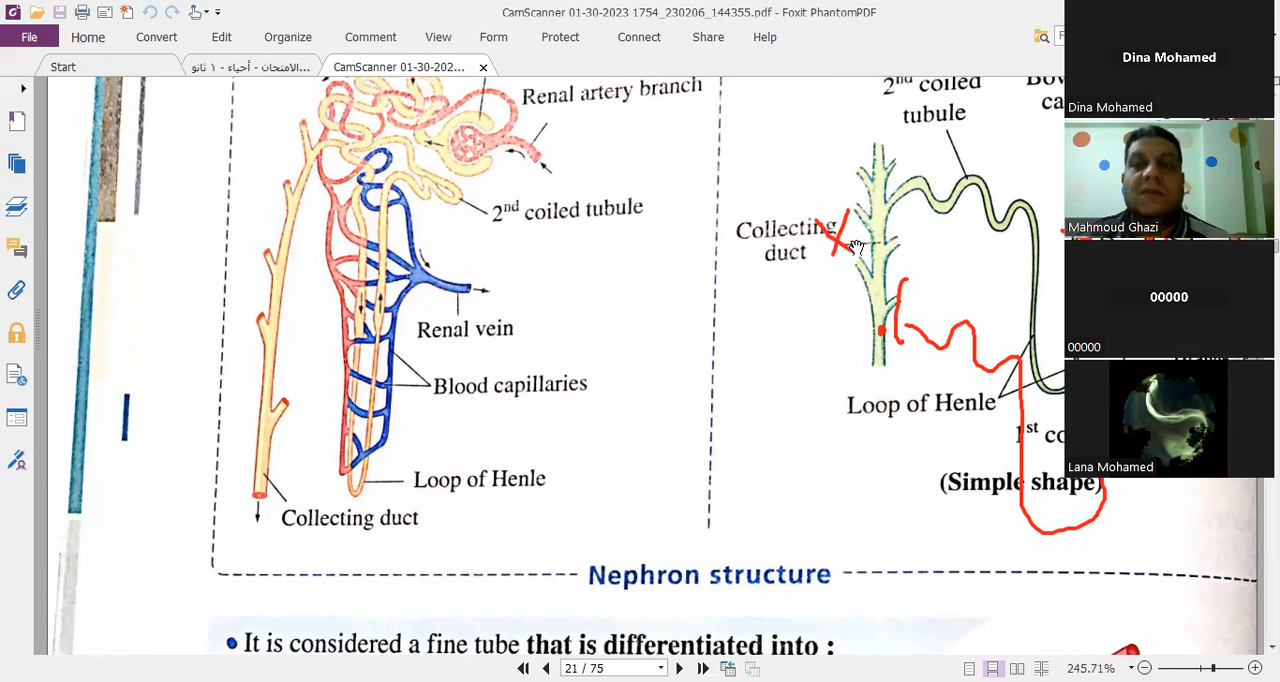 CamScanner 01-30-2023 1754_230206_144355.pdf - Foxit PhantomPDF
File Home Convert Edit Organize Comment View Form Protect Connect Share Help
Start
الامتحان - أحياء - ١ ثانو...
CamScanner 01-30-202...
Renal artery branch
2nd coiled tubule
Renal vein
Blood capillaries
Loop of Henle
Collecting duct
2nd coiled
tubule
Collecting
duct
Loop of Henle
1st co
(Simple shape)
Nephron structure
• It is considered a fine tube that is differentiated into :
Dina Mohamed
Dina Mohamed
Mahmoud Ghazi
00000
00000
Lana Mohamed
21 / 75
245.71%